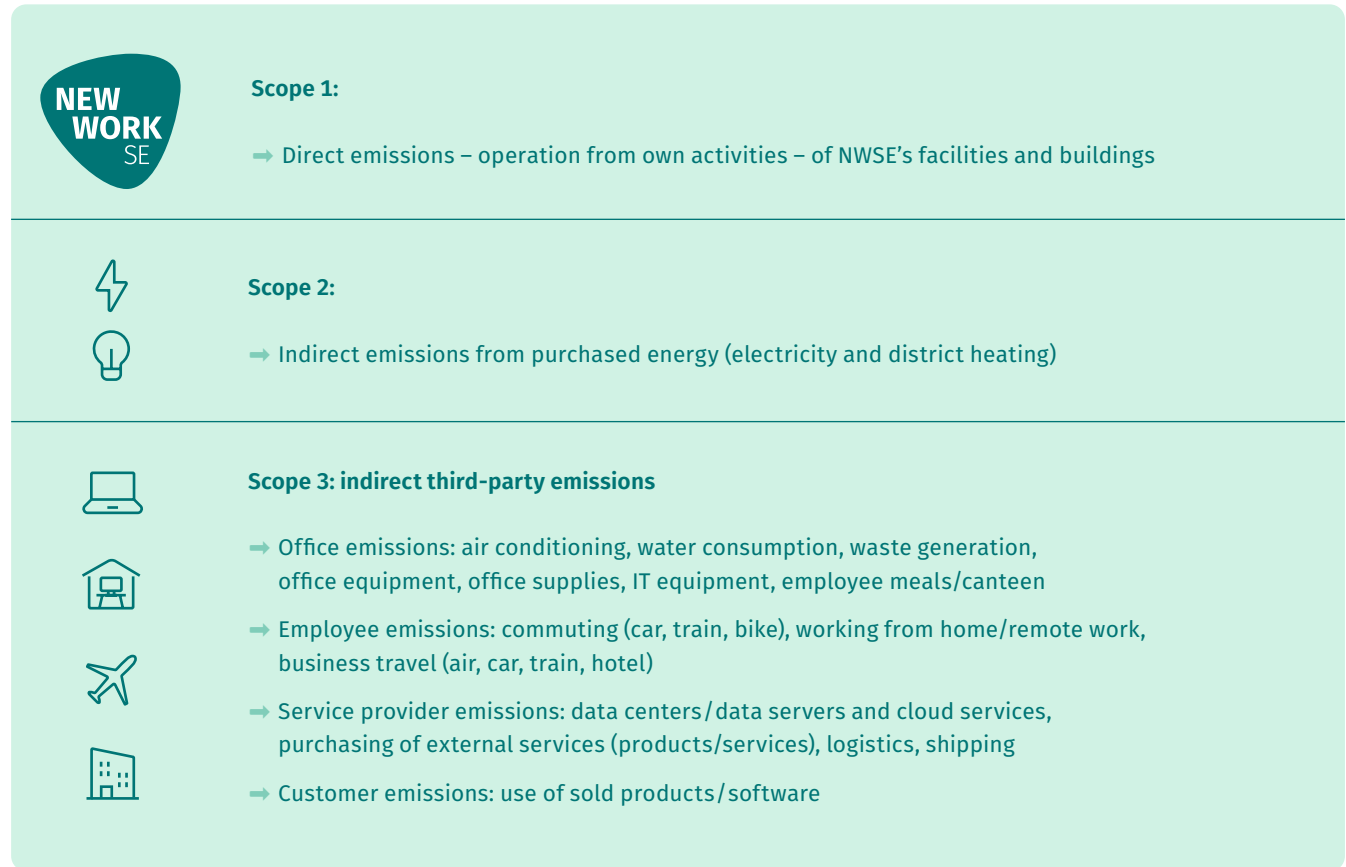 NEW
WORK
SE
Scope 1:
➡ Direct emissions – operation from own activities – of NWSE’s facilities and buildings
Scope 2:
➡ Indirect emissions from purchased energy (electricity and district heating)
Scope 3: indirect third-party emissions
➡ Office emissions: air conditioning, water consumption, waste generation,
office equipment, office supplies, IT equipment, employee meals/canteen
➡ Employee emissions: commuting (car, train, bike), working from home/remote work,
business travel (air, car, train, hotel)
➡ Service provider emissions: data centers/data servers and cloud services,
purchasing of external services (products/services), logistics, shipping
➡ Customer emissions: use of sold products/software